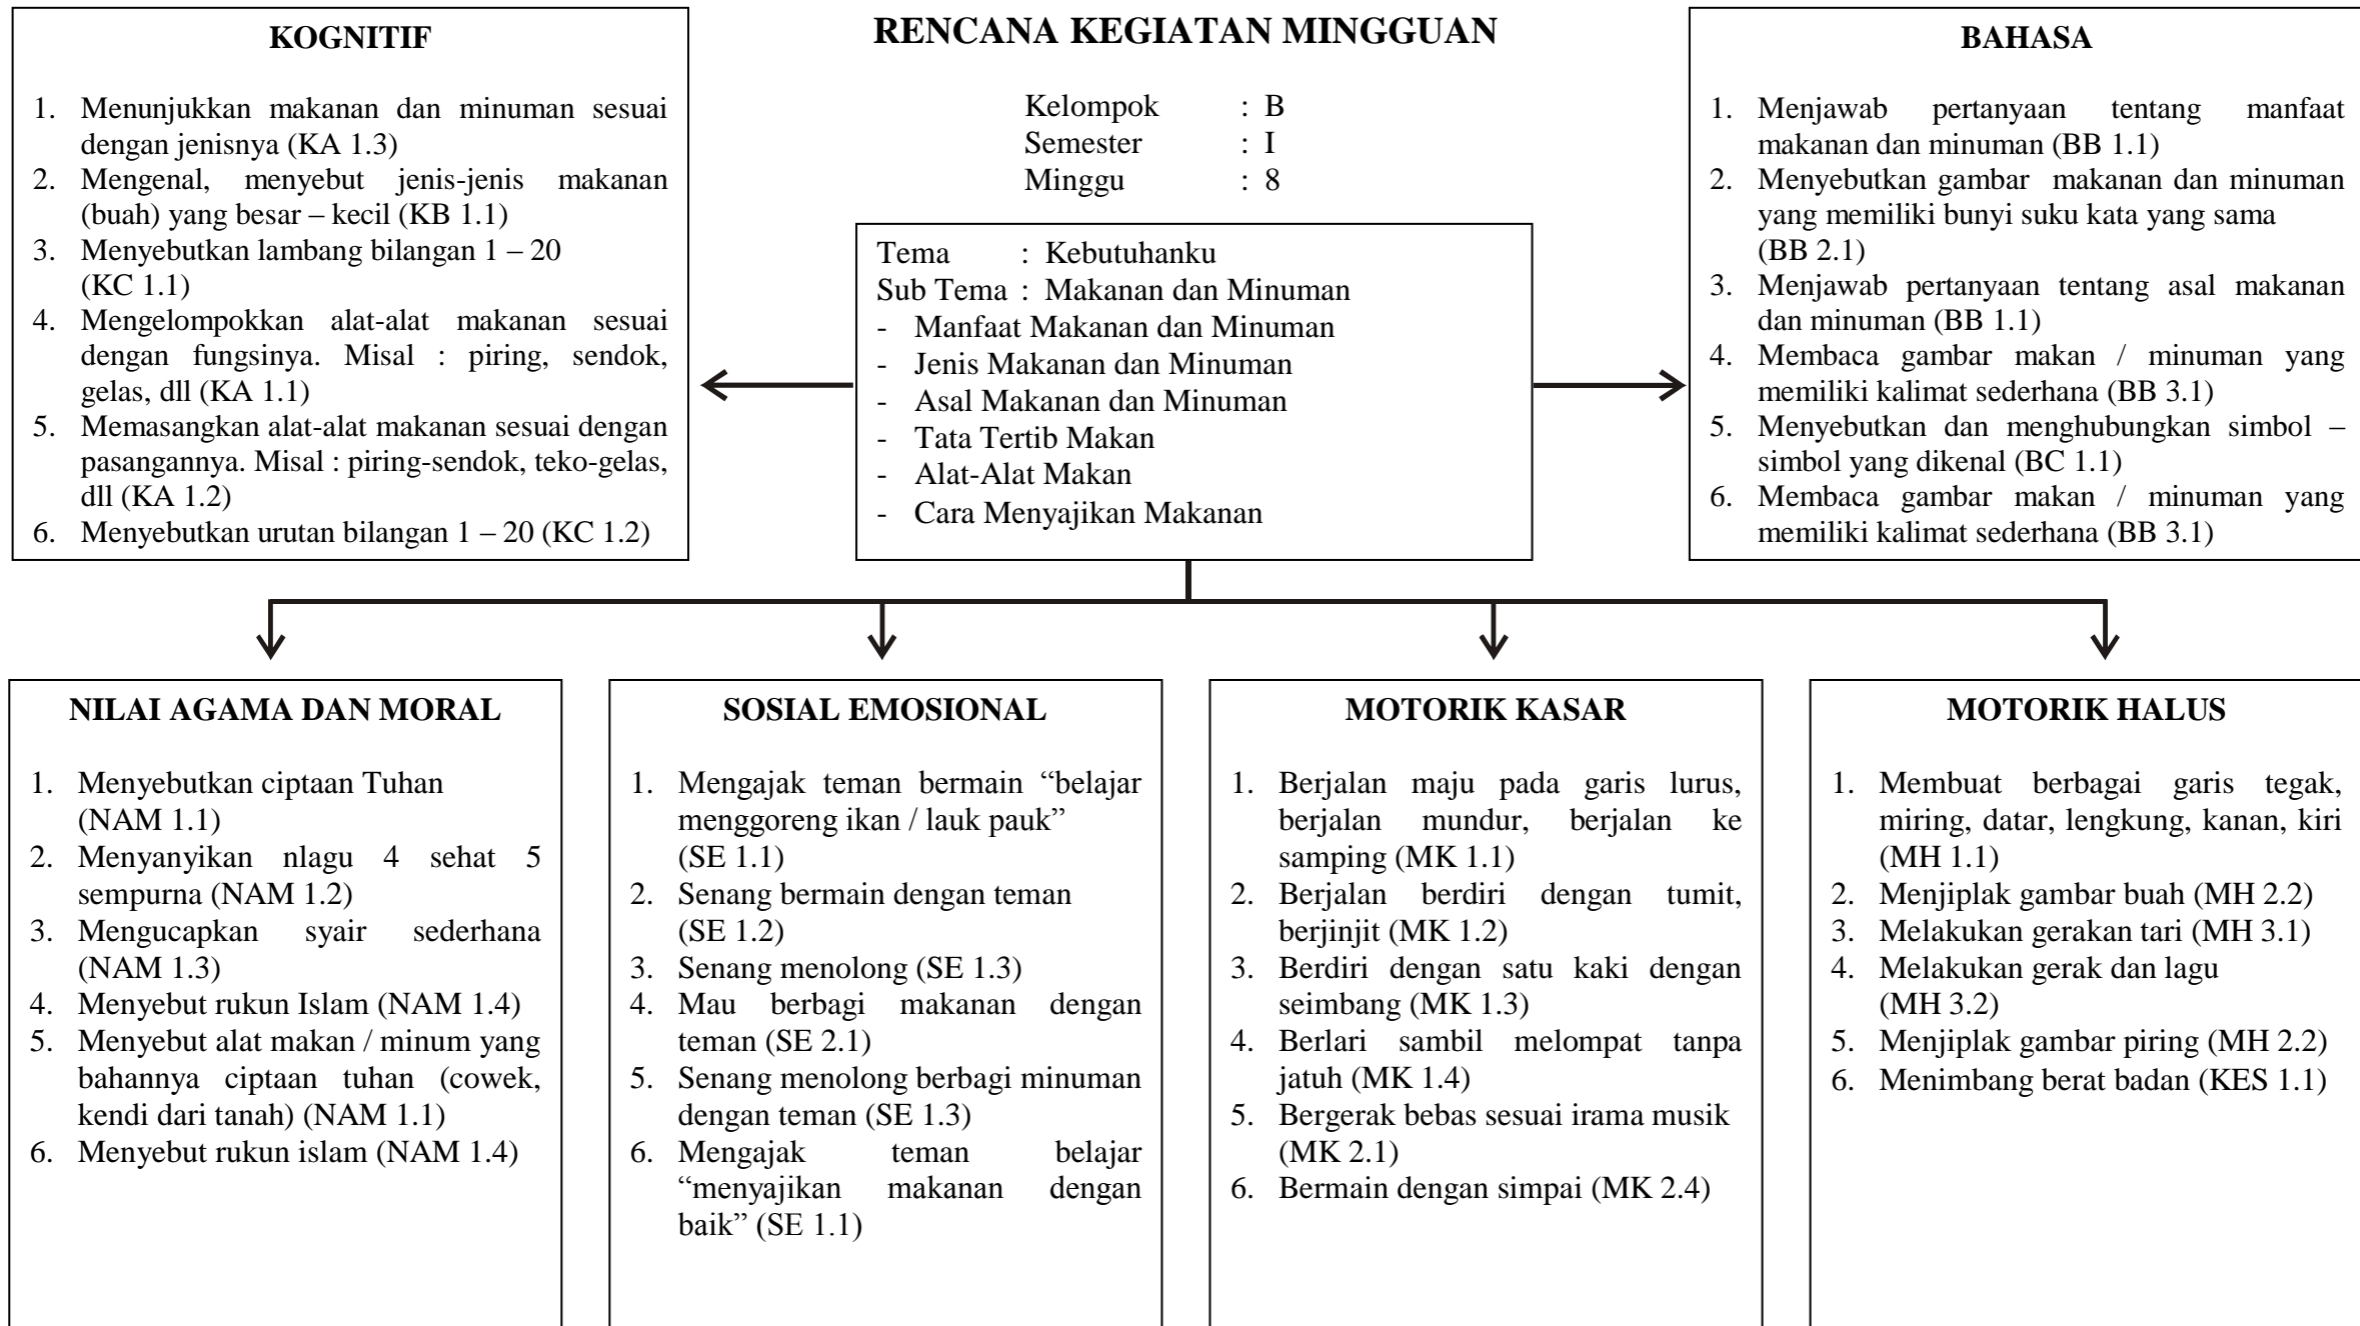 RENCANA KEGIATAN MINGGUAN
Kelompok : B
Semester : I
Minggu : 8
KOGNITIF
1. Menunjukkan makanan dan minuman sesuai
dengan jenisnya (KA 1.3)
2. Mengenal, menyebut jenis-jenis makanan
(buah) yang besar – kecil (KB 1.1)
3. Menyebutkan lambang bilangan 1 – 20
(KC 1.1)
4. Mengelompokkan alat-alat makanan sesuai
dengan fungsinya. Misal : piring, sendok,
gelas, dll (KA 1.1)
5. Memasangkan alat-alat makanan sesuai dengan
pasangannya. Misal : piring-sendok, teko-gelas,
dll (KA 1.2)
6. Menyebutkan urutan bilangan 1 – 20 (KC 1.2)
Tema : Kebutuhanku
Sub Tema : Makanan dan Minuman
- Manfaat Makanan dan Minuman
- Jenis Makanan dan Minuman
- Asal Makanan dan Minuman
- Tata Tertib Makan
- Alat-Alat Makan
- Cara Menyajikan Makanan
BAHASA
1. Menjawab pertanyaan tentang manfaat
makanan dan minuman (BB 1.1)
2. Menyebutkan gambar makanan dan minuman
yang memiliki bunyi suku kata yang sama
(BB 2.1)
3. Menjawab pertanyaan tentang asal makanan
dan minuman (BB 1.1)
4. Membaca gambar makan / minuman yang
memiliki kalimat sederhana (BB 3.1)
5. Menyebutkan dan menghubungkan simbol –
simbol yang dikenal (BC 1.1)
6. Membaca gambar makan / minuman yang
memiliki kalimat sederhana (BB 3.1)
NILAI AGAMA DAN MORAL
1. Menyebutkan ciptaan Tuhan
(NAM 1.1)
2. Menyanyikan nlagu 4 sehat 5
sempurna (NAM 1.2)
3. Mengucapkan syair sederhana
(NAM 1.3)
4. Menyebut rukun Islam (NAM 1.4)
5. Menyebut alat makan / minum yang
bahannya ciptaan tuhan (cowek,
kendi dari tanah) (NAM 1.1)
6. Menyebut rukun islam (NAM 1.4)
SOSIAL EMOSIONAL
1. Mengajak teman bermain “belajar
menggoreng ikan / lauk pauk”
(SE 1.1)
2. Senang bermain dengan teman
(SE 1.2)
3. Senang menolong (SE 1.3)
4. Mau berbagi makanan dengan
teman (SE 2.1)
5. Senang menolong berbagi minuman
dengan teman (SE 1.3)
6. Mengajak teman belajar
“menyajikan makanan dengan
baik” (SE 1.1)
MOTORIK KASAR
1. Berjalan maju pada garis lurus,
berjalan mundur, berjalan ke
samping (MK 1.1)
2. Berjalan berdiri dengan tumit,
berjinjit (MK 1.2)
3. Berdiri dengan satu kaki dengan
seimbang (MK 1.3)
4. Berlari sambil melompat tanpa
jatuh (MK 1.4)
5. Bergerak bebas sesuai irama musik
(MK 2.1)
6. Bermain dengan simpai (MK 2.4)
MOTORIK HALUS
1. Membuat berbagai garis tegak,
miring, datar, lengkung, kanan, kiri
(MH 1.1)
2. Menjiplak gambar buah (MH 2.2)
3. Melakukan gerakan tari (MH 3.1)
4. Melakukan gerak dan lagu
(MH 3.2)
5. Menjiplak gambar piring (MH 2.2)
6. Menimbang berat badan (KES 1.1)